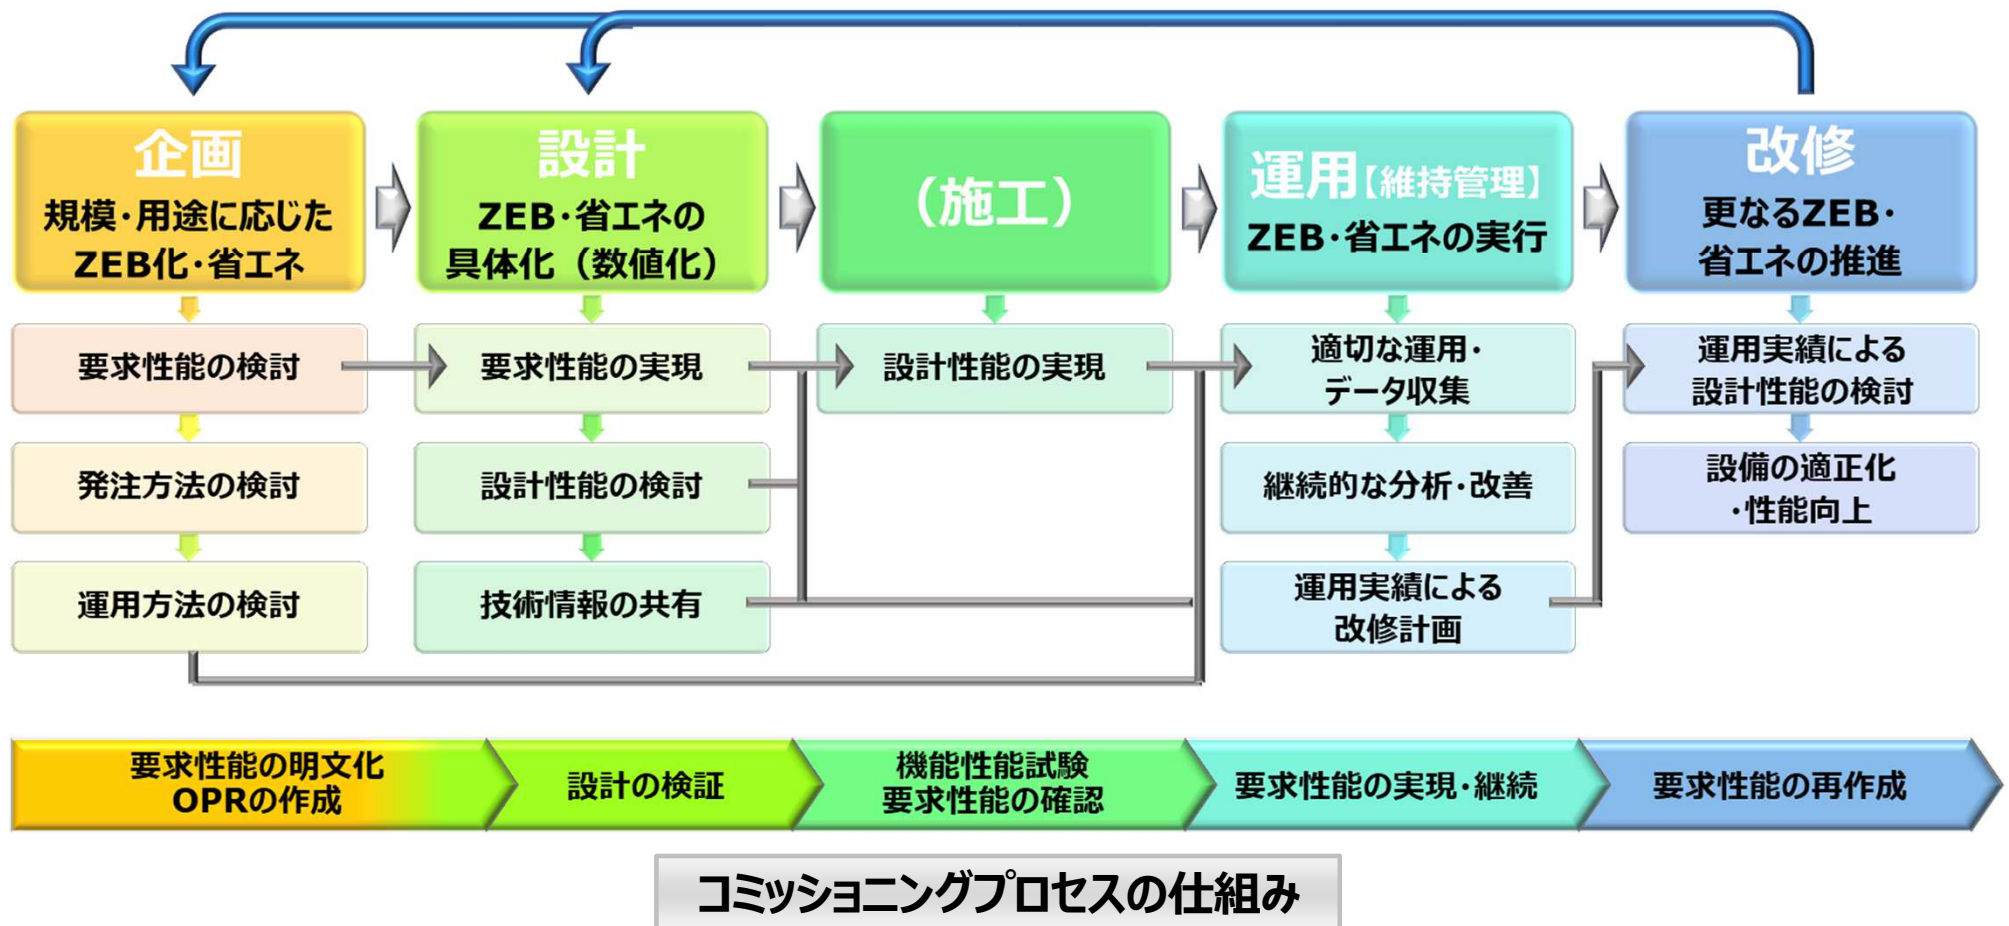 企画
規模・用途に応じた
ZEB化・省エネ
設計
ZEB・省エネの
具体化（数値化）
（施工）
運用【維持管理】
ZEB・省エネの実行
改修
更なるZEB・
省エネの推進
要求性能の検討
発注方法の検討
運用方法の検討
要求性能の実現
設計性能の検討
技術情報の共有
設計性能の実現
適切な運用・
データ収集
継続的な分析・改善
運用実績による
改修計画
運用実績による
設計性能の検討
設備の適正化
・性能向上
要求性能の明文化
OPRの作成
設計の検証
機能性能試験
要求性能の確認
要求性能の実現・継続
要求性能の再作成
コミッショニングプロセスの仕組み